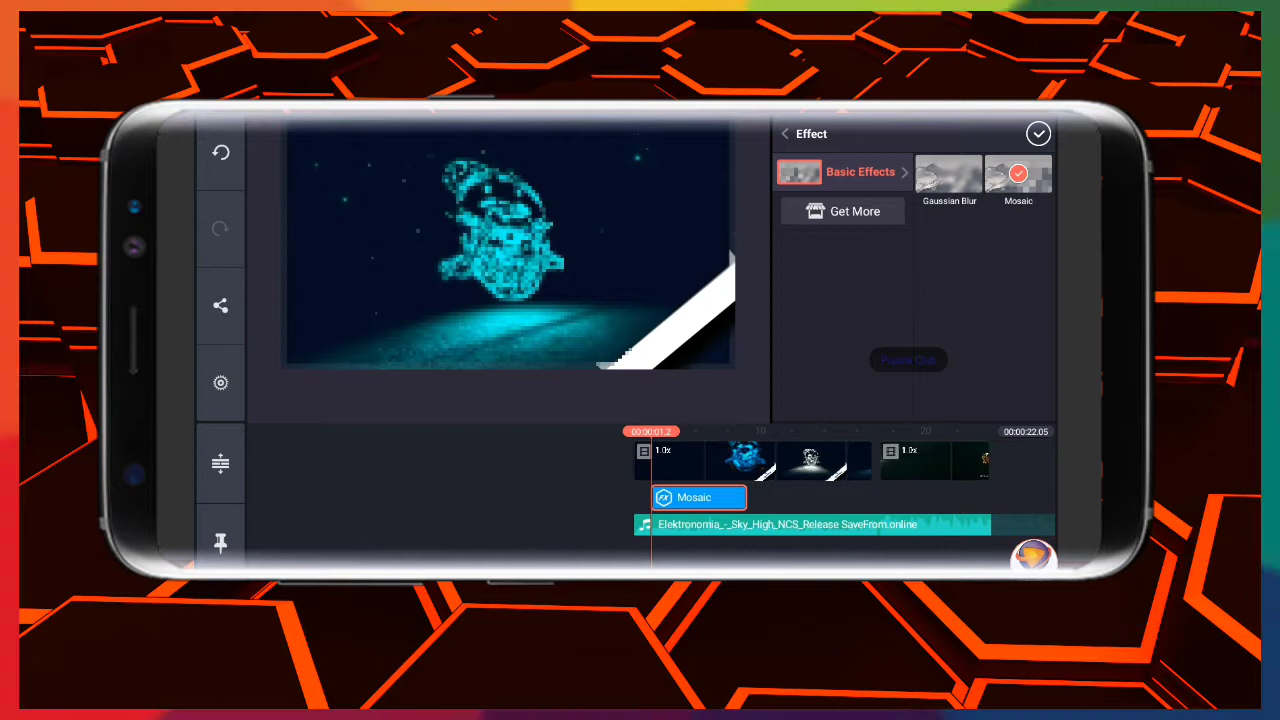 Effect
Basic Effects
Gaussian Blur
Mosaic
Get More
00:00:01.2
10
20
00:00:22.05
1.0x
1.0x
FX Mosaic
Elektronomia_-_Sky_High_NCS_Release SaveFrom.online